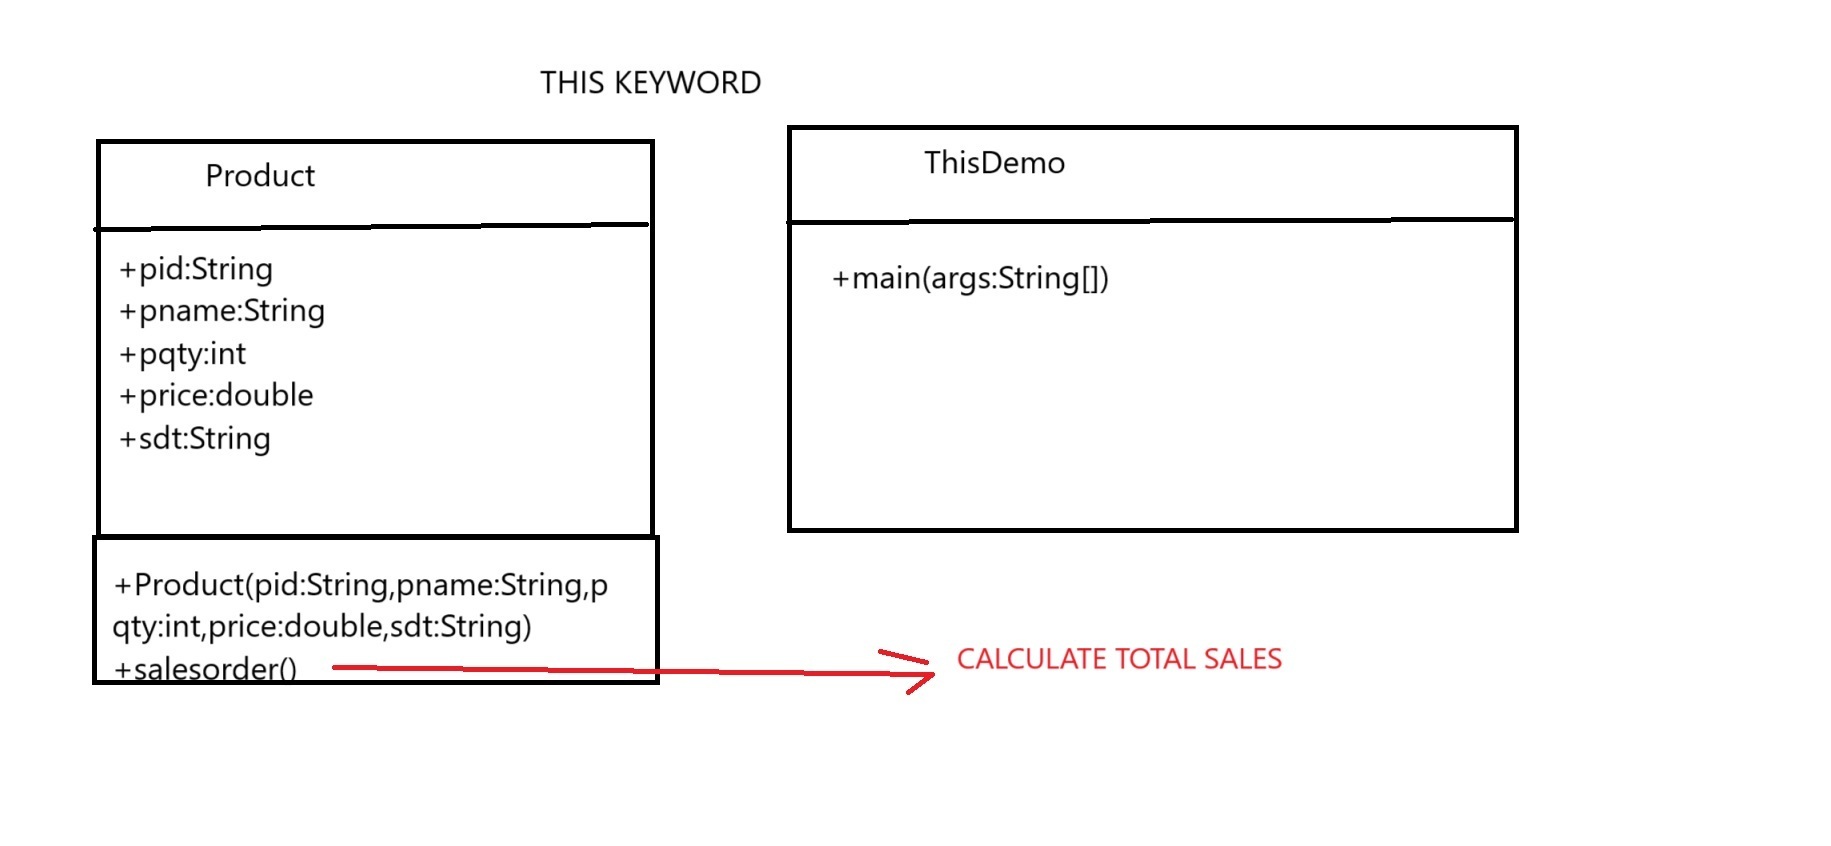 THIS KEYWORD
Product
+pid:String
+pname:String
+pqty:int
+price:double
+sdt:String
+Product(pid:String,pname:String,p
qty:int,price:double,sdt:String)
+salesorder()
ThisDemo
+main(args:String[])
CALCULATE TOTAL SALES